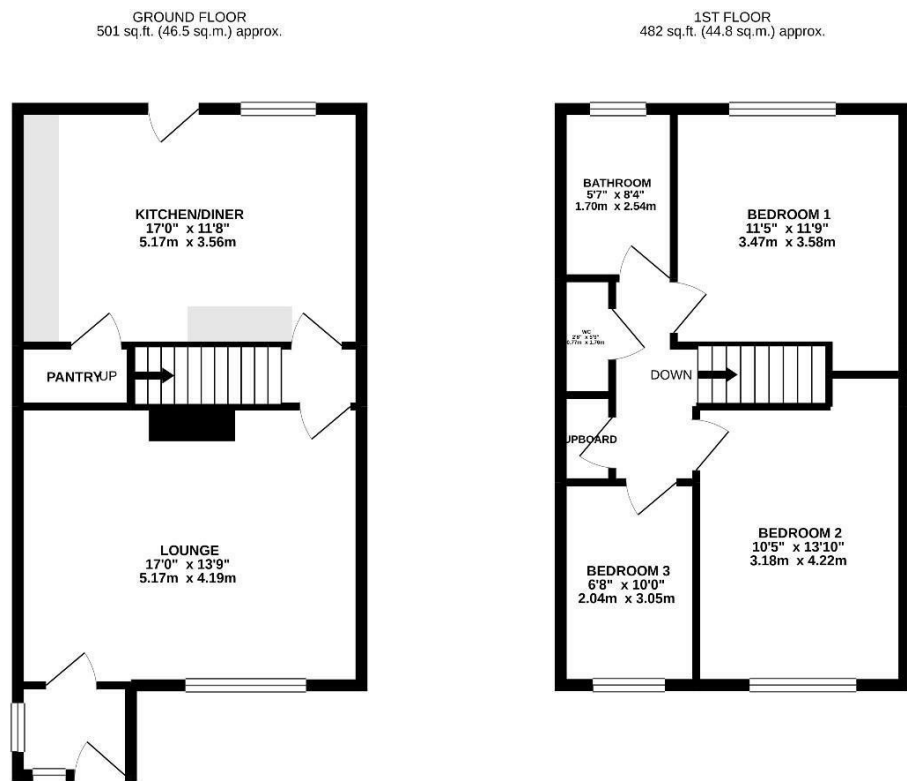 GROUND FLOOR
501 sq.ft. (46.5 sq.m.) approx.
KITCHEN/DINER
17'0" x 11'8"
5.17m x 3.56m
PANTRY
UP
LOUNGE
17'0" x 13'9"
5.17m x 4.19m
1ST FLOOR
482 sq.ft. (44.8 sq.m.) approx.
BATHROOM
5'7" x 8'4"
1.70m x 2.54m
BEDROOM 1
11'5" x 11'9"
3.47m x 3.58m
WC
DOWN
UPBOARD
BEDROOM 2
10'5" x 13'10"
3.18m x 4.22m
BEDROOM 3
6'8" x 10'0"
2.04m x 3.05m